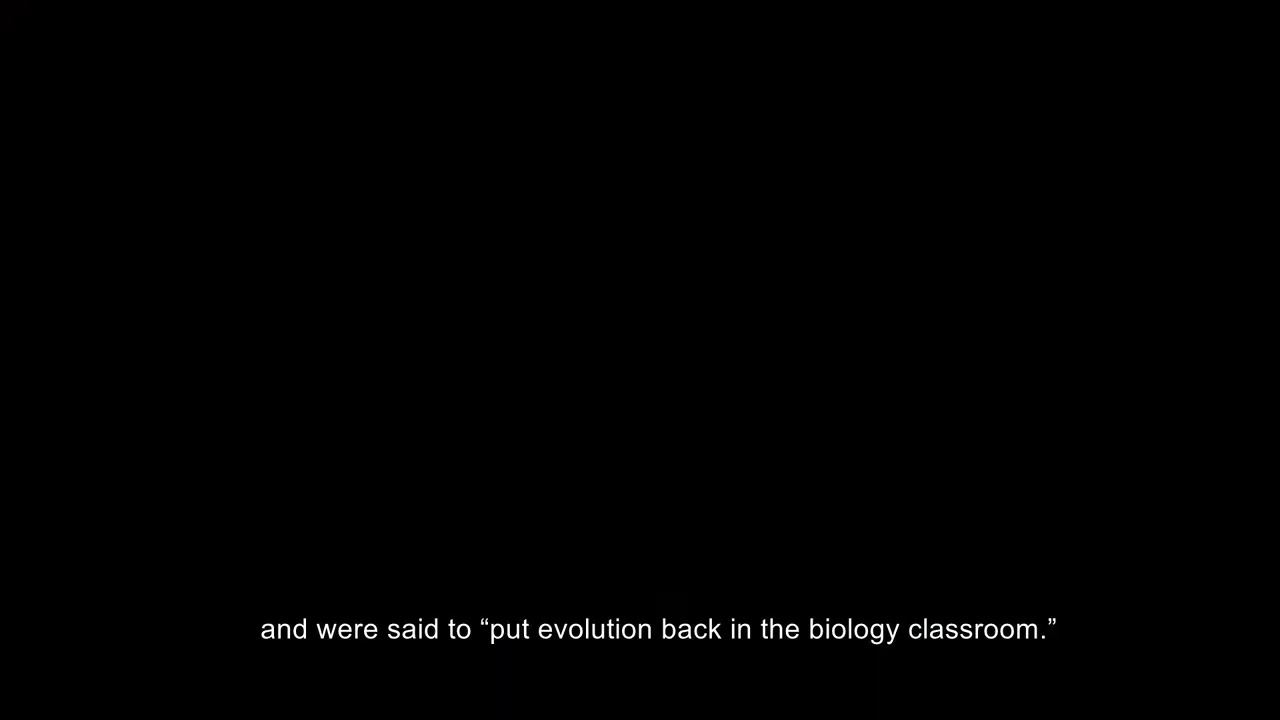 and were said to “put evolution back in the biology classroom.”